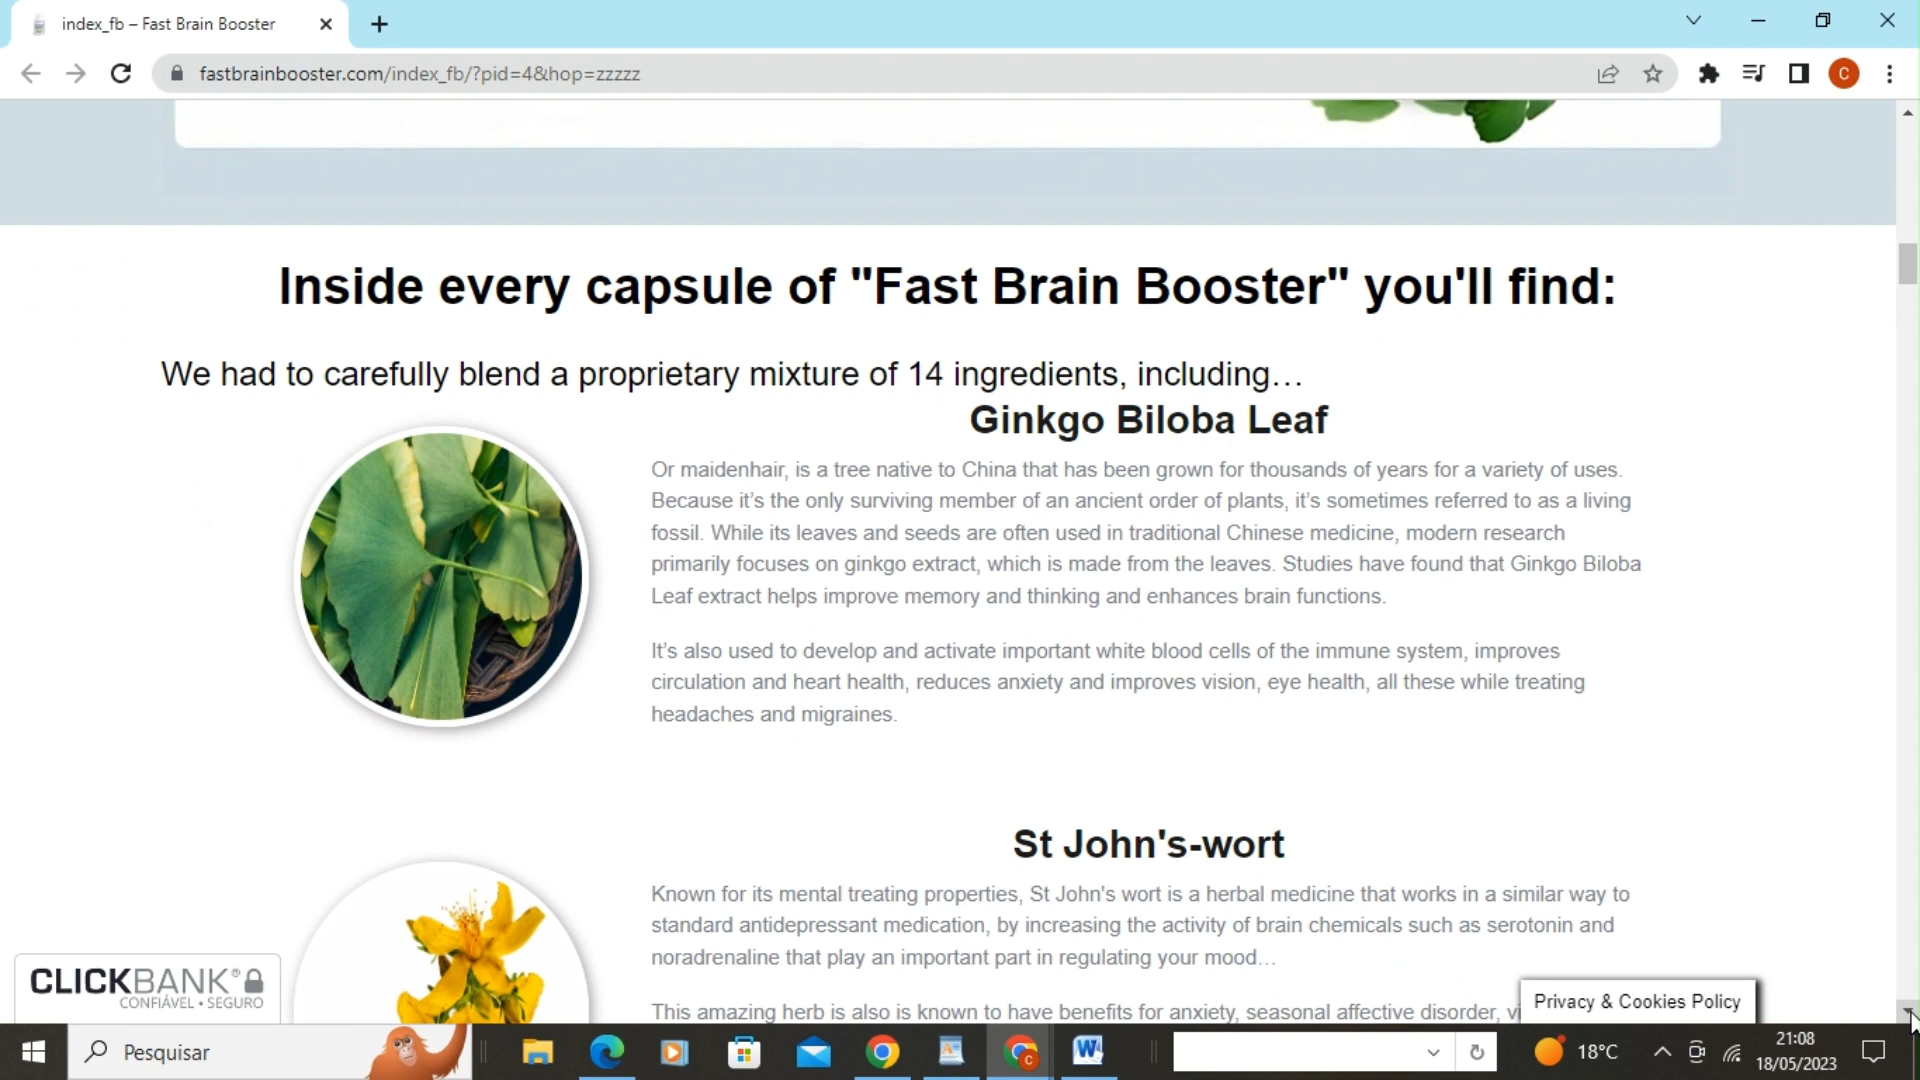 index_fb – Fast Brain Booster
fastbrainbooster.com/index_fb/?pid=4&hop=zzzzz
C
Inside every capsule of "Fast Brain Booster" you'll find:
We had to carefully blend a proprietary mixture of 14 ingredients, including…
Ginkgo Biloba Leaf
Or maidenhair, is a tree native to China that has been grown for thousands of years for a variety of uses.
Because it’s the only surviving member of an ancient order of plants, it’s sometimes referred to as a living
fossil. While its leaves and seeds are often used in traditional Chinese medicine, modern research
primarily focuses on ginkgo extract, which is made from the leaves. Studies have found that Ginkgo Biloba
Leaf extract helps improve memory and thinking and enhances brain functions.
It’s also used to develop and activate important white blood cells of the immune system, improves
circulation and heart health, reduces anxiety and improves vision, eye health, all these while treating
headaches and migraines.
St John's-wort
Known for its mental treating properties, St John's wort is a herbal medicine that works in a similar way to
standard antidepressant medication, by increasing the activity of brain chemicals such as serotonin and
noradrenaline that play an important part in regulating your mood…
This amazing herb is also is known to have benefits for anxiety, seasonal affective disorder,
CLICKBANK®
CONFIÁVEL • SEGURO
Privacy & Cookies Policy
Pesquisar
18°C
21:08
18/05/2023